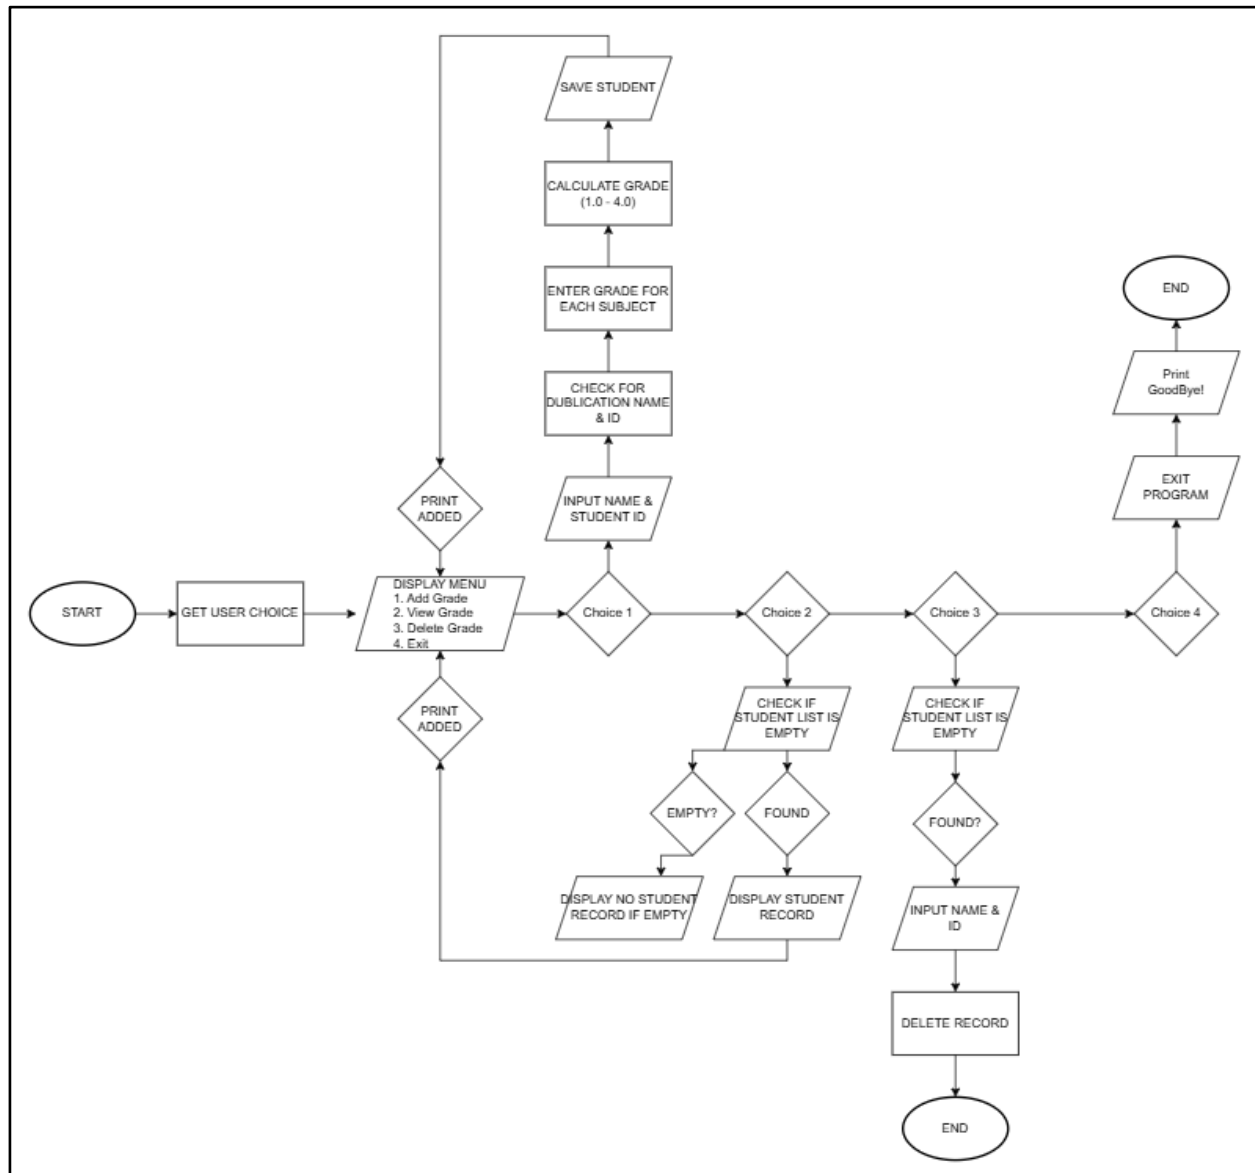 SAVE STUDENT
CALCULATE GRADE
(1.0 - 4.0)
ENTER GRADE FOR
EACH SUBJECT
CHECK FOR
DUBLICATION NAME
& ID
INPUT NAME &
STUDENT ID
PRINT
ADDED
START
GET USER CHOICE
DISPLAY MENU
1. Add Grade
2. View Grade
3. Delete Grade
4. Exit
PRINT
ADDED
Choice 1
Choice 2
Choice 3
Choice 4
EXIT
PROGRAM
Print
GoodBye!
END
CHECK IF
STUDENT LIST IS
EMPTY
EMPTY?
FOUND
DISPLAY NO STUDENT
RECORD IF EMPTY
DISPLAY STUDENT
RECORD
CHECK IF
STUDENT LIST IS
EMPTY
FOUND?
INPUT NAME &
ID
DELETE RECORD
END